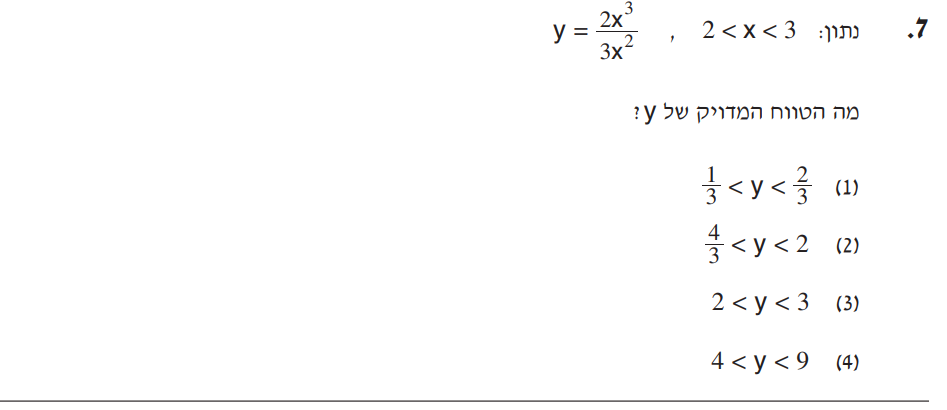 7. נתון: 2 < x < 3 , y = 2x³/3x²
מה הטווח המדויק של y?
(1) 1/3 < y < 2/3
(2) 4/3 < y < 2
(3) 2 < y < 3
(4) 4 < y < 9